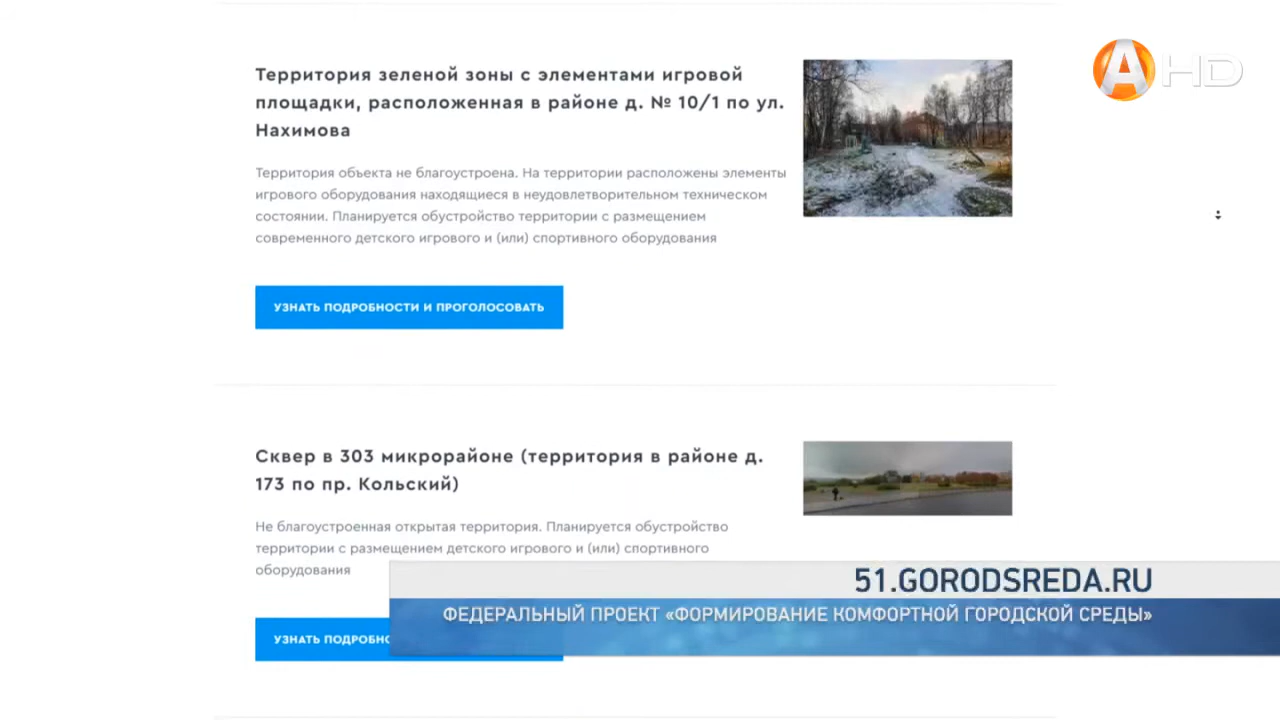 Территория зеленой зоны с элементами игровой
площадки, расположенная в районе д. № 10/1 по ул.
Нахимова
Территория объекта не благоустроена. На территории расположены элементы
игрового оборудования находящиеся в неудовлетворительном техническом
состоянии. Планируется обустройство территории с размещением
современного детского игрового и (или) спортивного оборудования
УЗНАТЬ ПОДРОБНОСТИ И ПРОГОЛОСОВАТЬ
А HD
Сквер в 303 микрорайоне (территория в районе д.
173 по пр. Кольский)
Не благоустроенная открытая территория. Планируется обустройство
территории с размещением детского игрового и (или) спортивного
оборудования
УЗНАТЬ ПОДРОБНО
51.GORODSREDA.RU
ФЕДЕРАЛЬНЫЙ ПРОЕКТ «ФОРМИРОВАНИЕ КОМФОРТНОЙ ГОРОДСКОЙ СРЕДЫ»